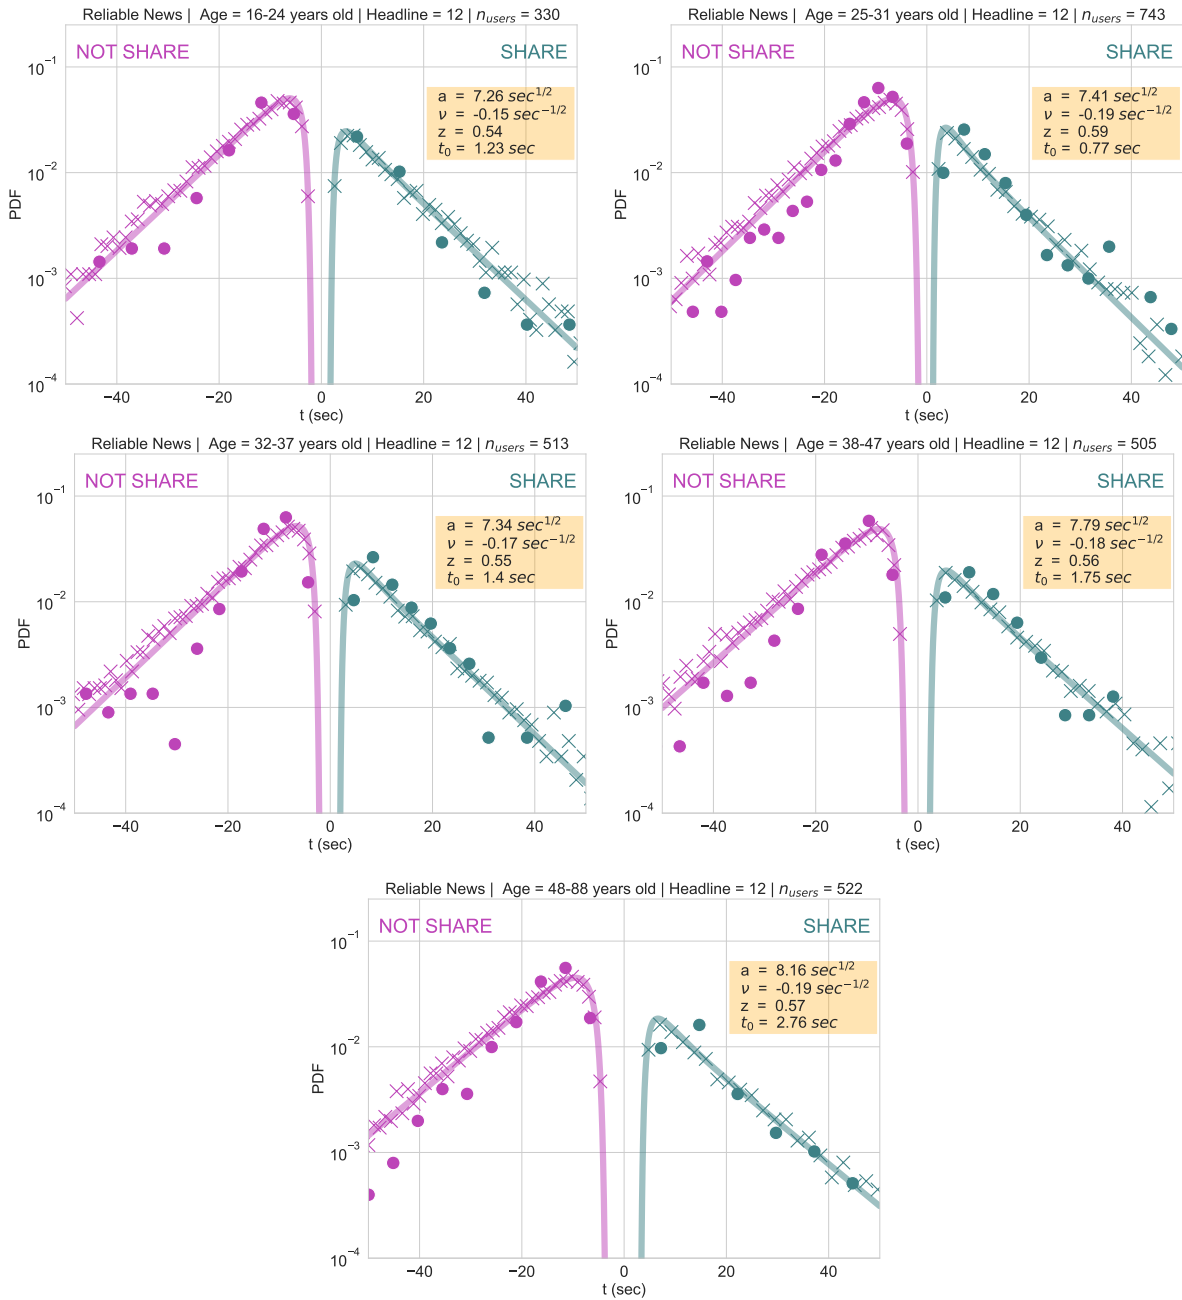 Reliable News | Age = 16-24 years old | Headline = 12 | n_users = 330
NOT SHARE
SHARE
a = 7.26 sec^{1/2}
ν = -0.15 sec^{-1/2}
z = 0.54
t_0 = 1.23 sec
10^{-1}
10^{-2}
10^{-3}
10^{-4}
PDF
−40 −20 0 20 40
t (sec)
Reliable News | Age = 25-31 years old | Headline = 12 | n_users = 743
NOT SHARE
SHARE
a = 7.41 sec^{1/2}
ν = -0.19 sec^{-1/2}
z = 0.59
t_0 = 0.77 sec
10^{-1}
10^{-2}
10^{-3}
10^{-4}
PDF
−40 −20 0 20 40
t (sec)
Reliable News | Age = 32-37 years old | Headline = 12 | n_users = 513
NOT SHARE
SHARE
a = 7.34 sec^{1/2}
ν = -0.17 sec^{-1/2}
z = 0.55
t_0 = 1.4 sec
10^{-1}
10^{-2}
10^{-3}
10^{-4}
PDF
−40 −20 0 20 40
t (sec)
Reliable News | Age = 38-47 years old | Headline = 12 | n_users = 505
NOT SHARE
SHARE
a = 7.79 sec^{1/2}
ν = -0.18 sec^{-1/2}
z = 0.56
t_0 = 1.75 sec
10^{-1}
10^{-2}
10^{-3}
10^{-4}
PDF
−40 −20 0 20 40
t (sec)
Reliable News | Age = 48-88 years old | Headline = 12 | n_users = 522
NOT SHARE
SHARE
a = 8.16 sec^{1/2}
ν = -0.19 sec^{-1/2}
z = 0.57
t_0 = 2.76 sec
10^{-1}
10^{-2}
10^{-3}
10^{-4}
PDF
−40 −20 0 20 40
t (sec)